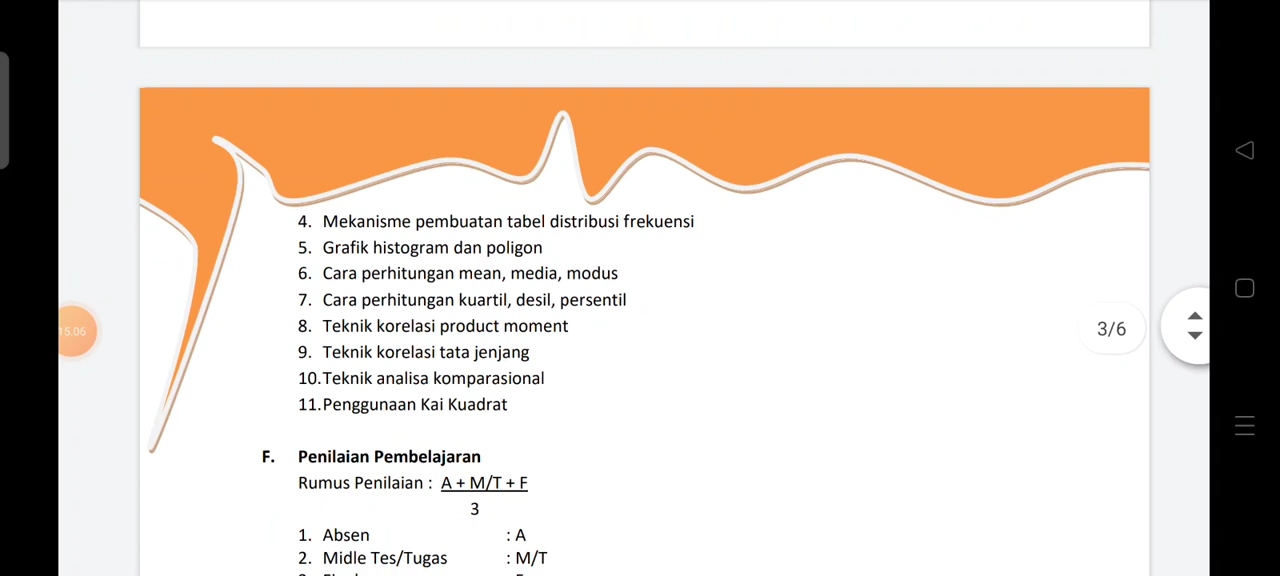 4. Mekanisme pembuatan tabel distribusi frekuensi
5. Grafik histogram dan poligon
6. Cara perhitungan mean, media, modus
7. Cara perhitungan kuartil, desil, persentil
8. Teknik korelasi product moment
9. Teknik korelasi tata jenjang
10.Teknik analisa komparasional
11.Penggunaan Kai Kuadrat
15.06
3/6
F. Penilaian Pembelajaran
Rumus Penilaian : A + M/T + F
3
1. Absen : A
2. Midle Tes/Tugas : M/T